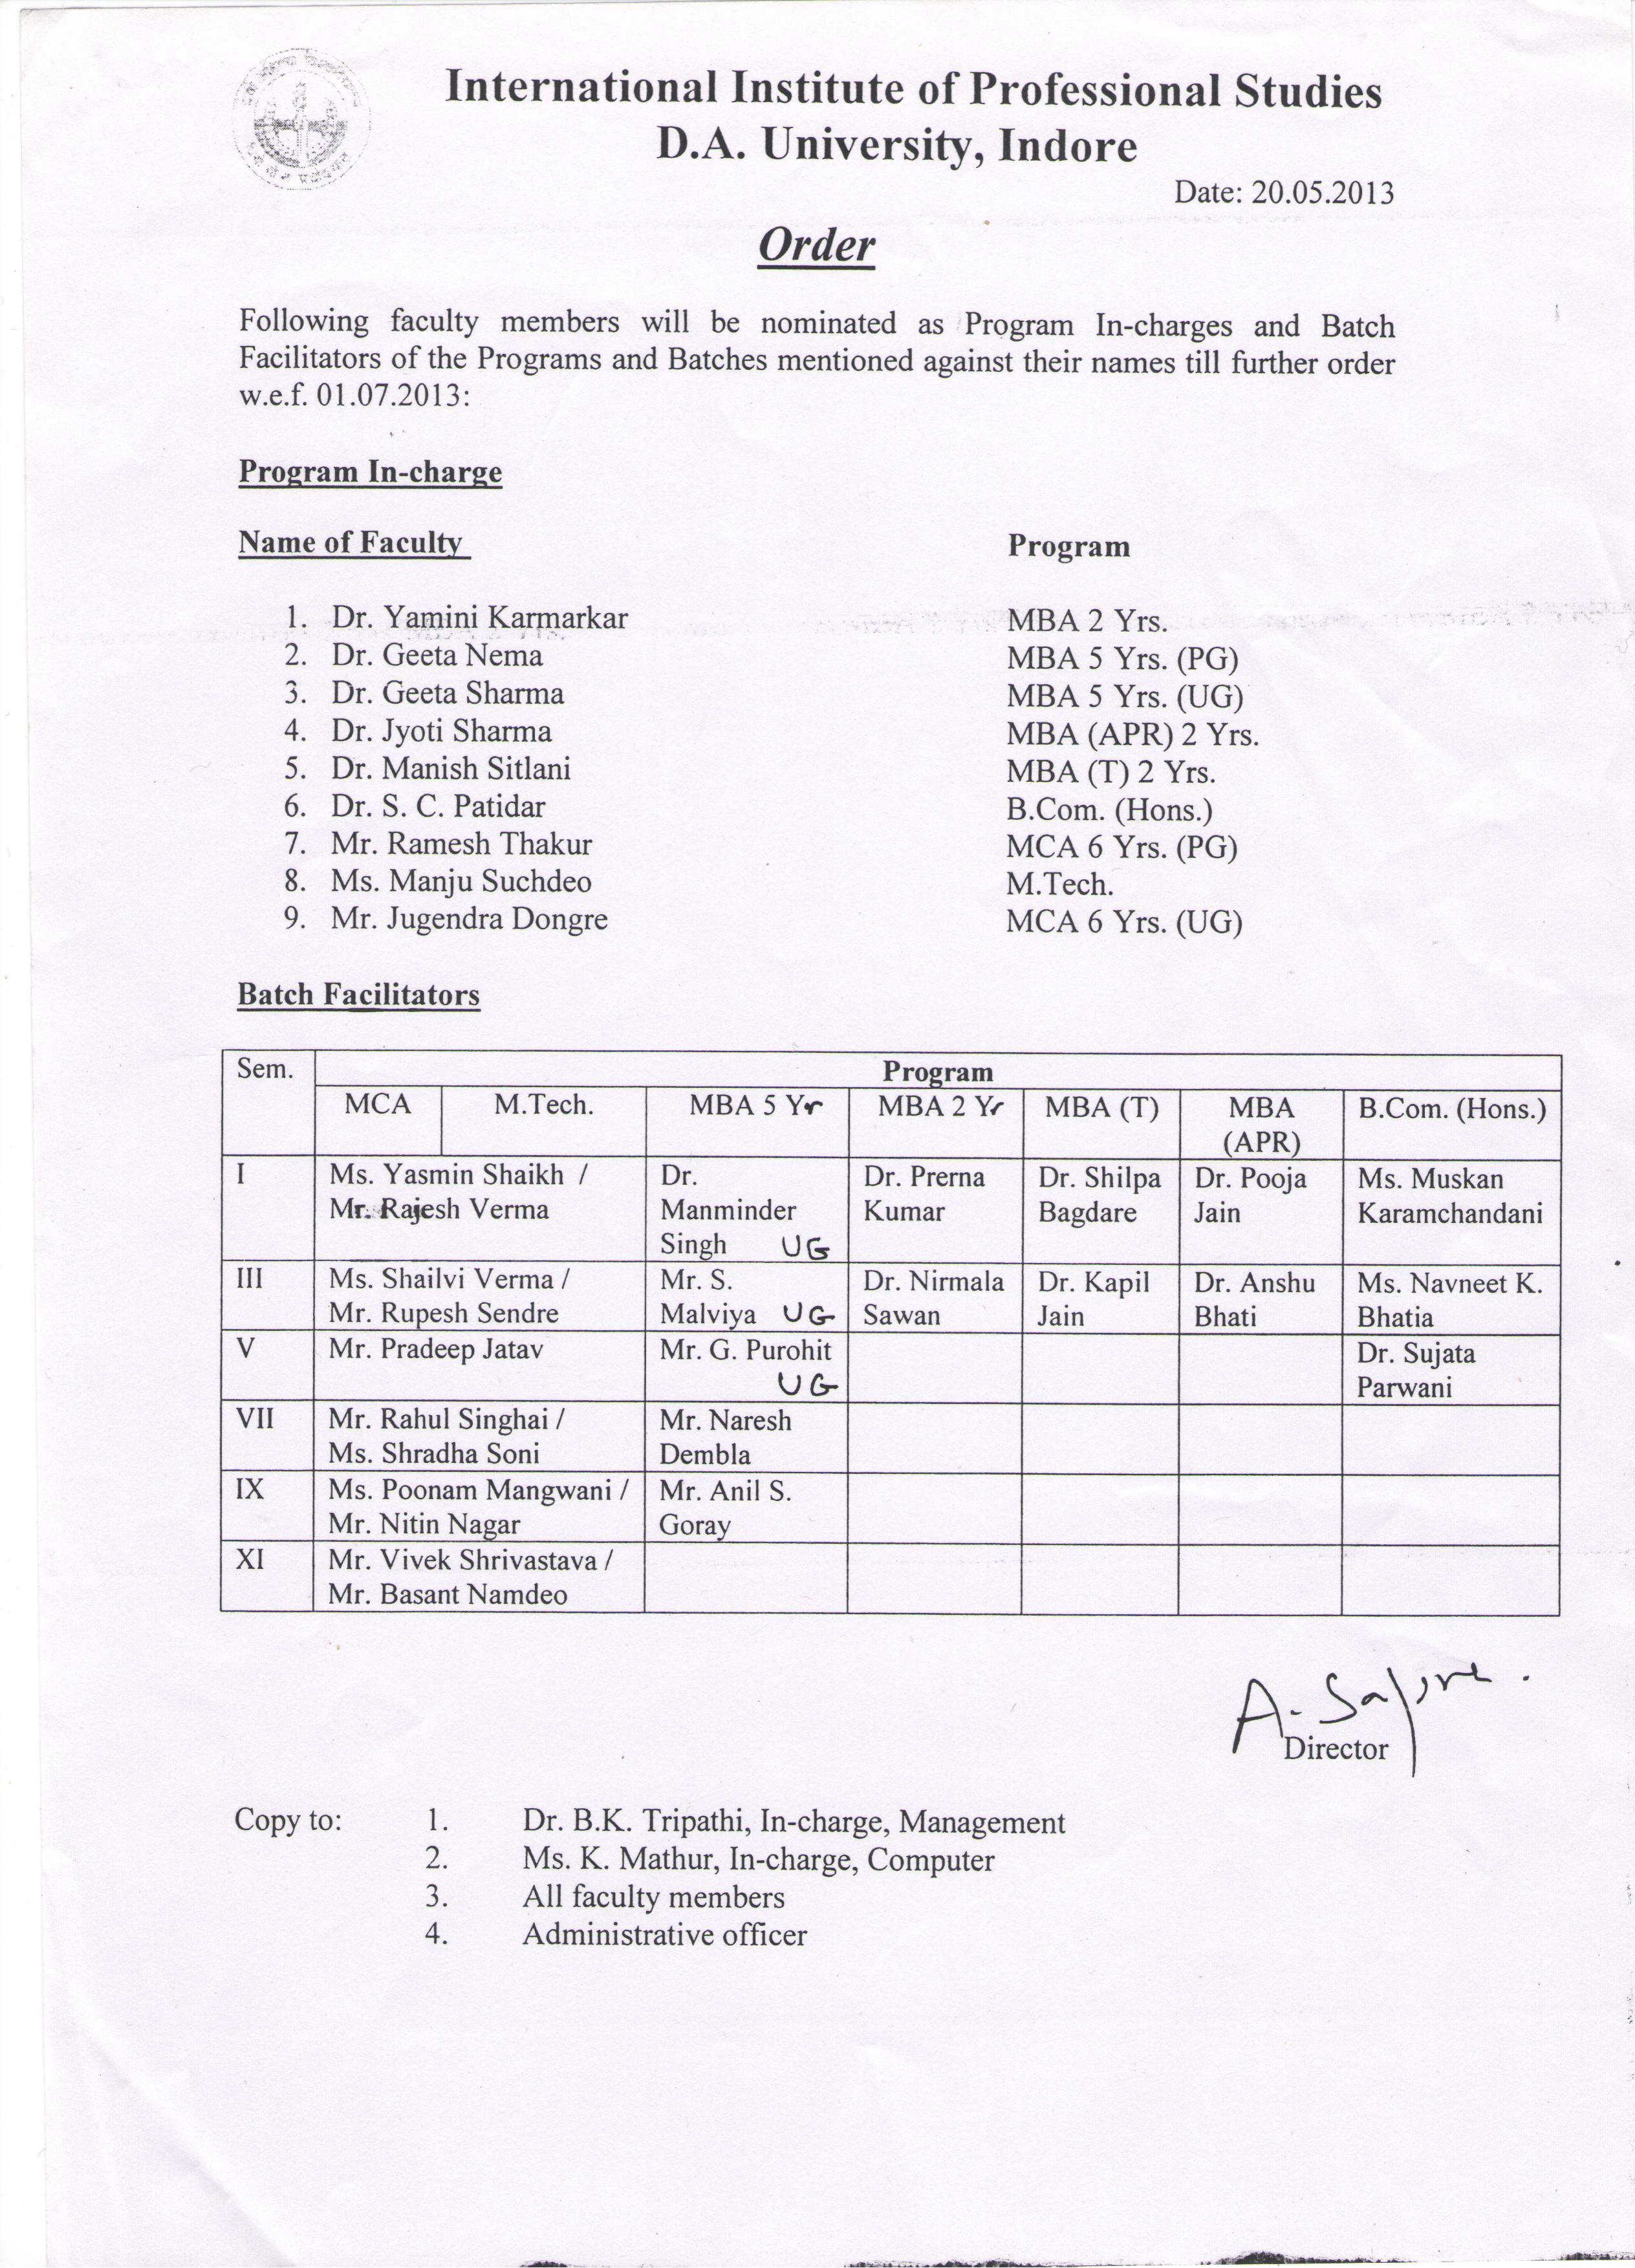 International Institute of Professional Studies
D.A. University, Indore
Date: 20.05.2013
Order
Following faculty members will be nominated as Program In-charges and Batch
Facilitators of the Programs and Batches mentioned against their names till further order
w.e.f. 01.07.2013:
Program In-charge
Name of Faculty Program
1. Dr. Yamini Karmarkar MBA 2 Yrs.
2. Dr. Geeta Nema MBA 5 Yrs. (PG)
3. Dr. Geeta Sharma MBA 5 Yrs. (UG)
4. Dr. Jyoti Sharma MBA (APR) 2 Yrs.
5. Dr. Manish Sitlani MBA (T) 2 Yrs.
6. Dr. S. C. Patidar B.Com. (Hons.)
7. Mr. Ramesh Thakur MCA 6 Yrs. (PG)
8. Ms. Manju Suchdeo M.Tech.
9. Mr. Jugendra Dongre MCA 6 Yrs. (UG)
Batch Facilitators
Sem. Program
MCA M.Tech. MBA 5 Yr MBA 2 Yr MBA (T) MBA B.Com. (Hons.)
(APR)
I Ms. Yasmin Shaikh / Dr. Dr. Prerna Dr. Shilpa Dr. Pooja Ms. Muskan
Mr. Rajesh Verma Manminder Kumar Bagdare Jain Karamchandani
Singh UG
III Ms. Shailvi Verma / Mr. S. Dr. Nirmala Dr. Kapil Dr. Anshu Ms. Navneet K.
Mr. Rupesh Sendre Malviya UG Sawan Jain Bhati Bhatia
V Mr. Pradeep Jatav Mr. G. Purohit Dr. Sujata
UG Parwani
VII Mr. Rahul Singhai / Mr. Naresh
Ms. Shradha Soni Dembla
IX Ms. Poonam Mangwani / Mr. Anil S.
Mr. Nitin Nagar Goray
XI Mr. Vivek Shrivastava /
Mr. Basant Namdeo
A.
Director
Copy to: 1. Dr. B.K. Tripathi, In-charge, Management
2. Ms. K. Mathur, In-charge, Computer
3. All faculty members
4. Administrative officer